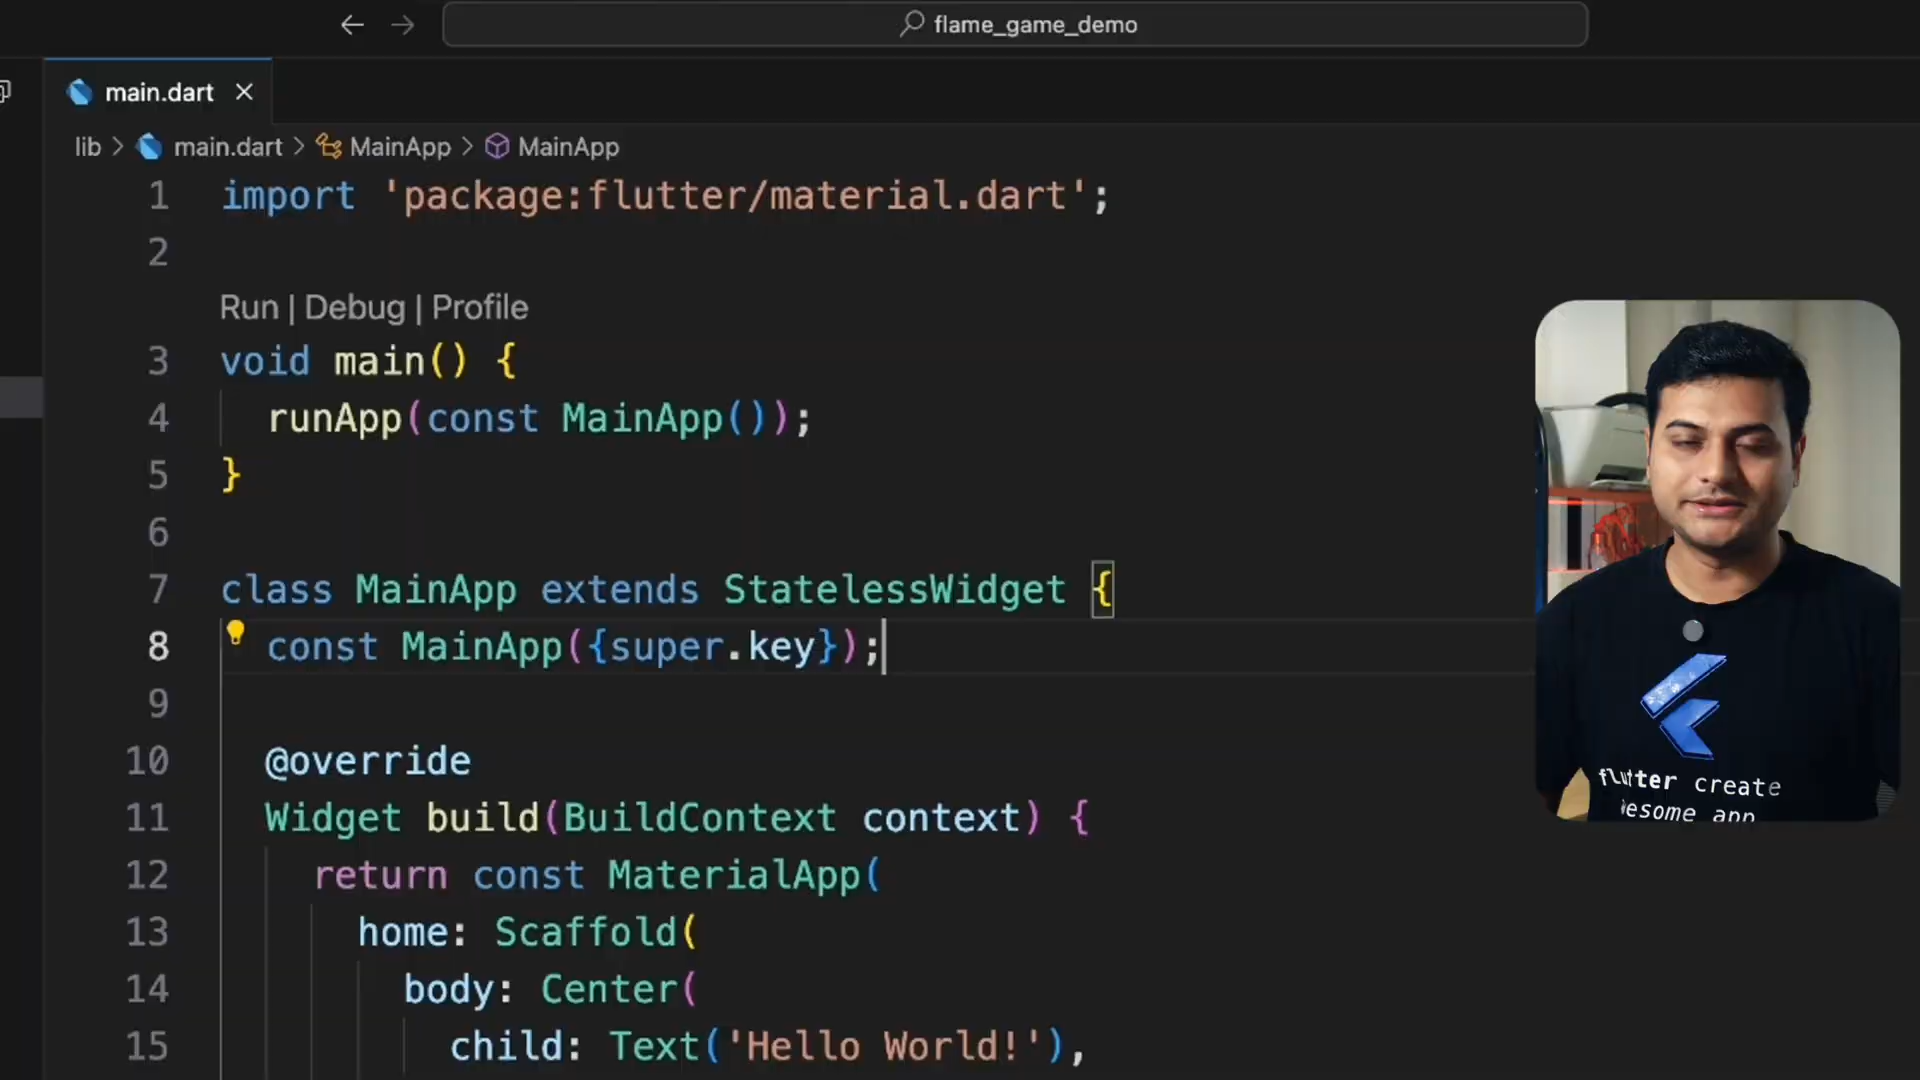 flame_game_demo
main.dart
lib > main.dart > MainApp > MainApp
1 import 'package:flutter/material.dart';
2
Run | Debug | Profile
3 void main() {
4 runApp(const MainApp());
5 }
6
7 class MainApp extends StatelessWidget {
8 const MainApp({super.key});
9
10 @override
11 Widget build(BuildContext context) {
12 return const MaterialApp(
13 home: Scaffold(
14 body: Center(
15 child: Text('Hello World!'),
flutter create
esome app